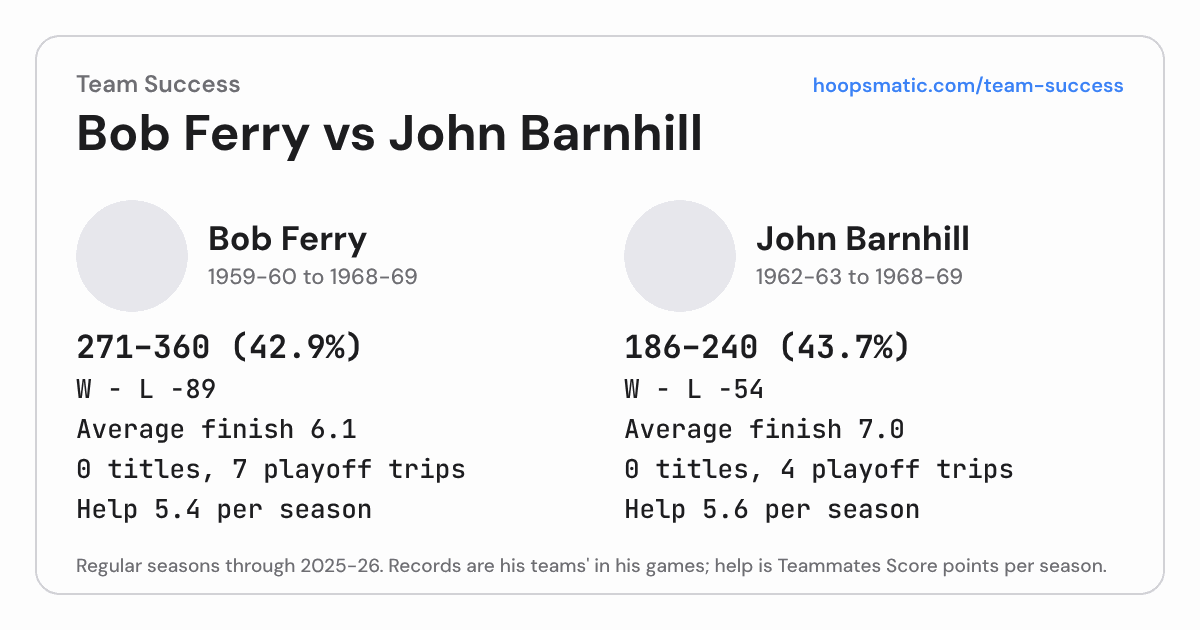 Team Success
hoopsmatic.com/team-success
Bob Ferry vs John Barnhill
Bob Ferry
1959–60 to 1968–69
271–360 (42.9%)
W - L -89
Average finish 6.1
0 titles, 7 playoff trips
Help 5.4 per season
John Barnhill
1962–63 to 1968–69
186–240 (43.7%)
W - L -54
Average finish 7.0
0 titles, 4 playoff trips
Help 5.6 per season
Regular seasons through 2025–26. Records are his teams' in his games; help is Teammates Score points per season.